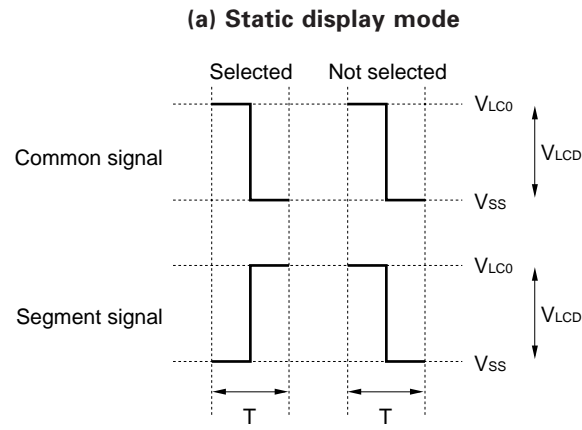 (a) Static display mode
Selected Not selected
VLC0
Common signal
VLCD
VSS
VLC0
Segment signal
VLCD
VSS
T T